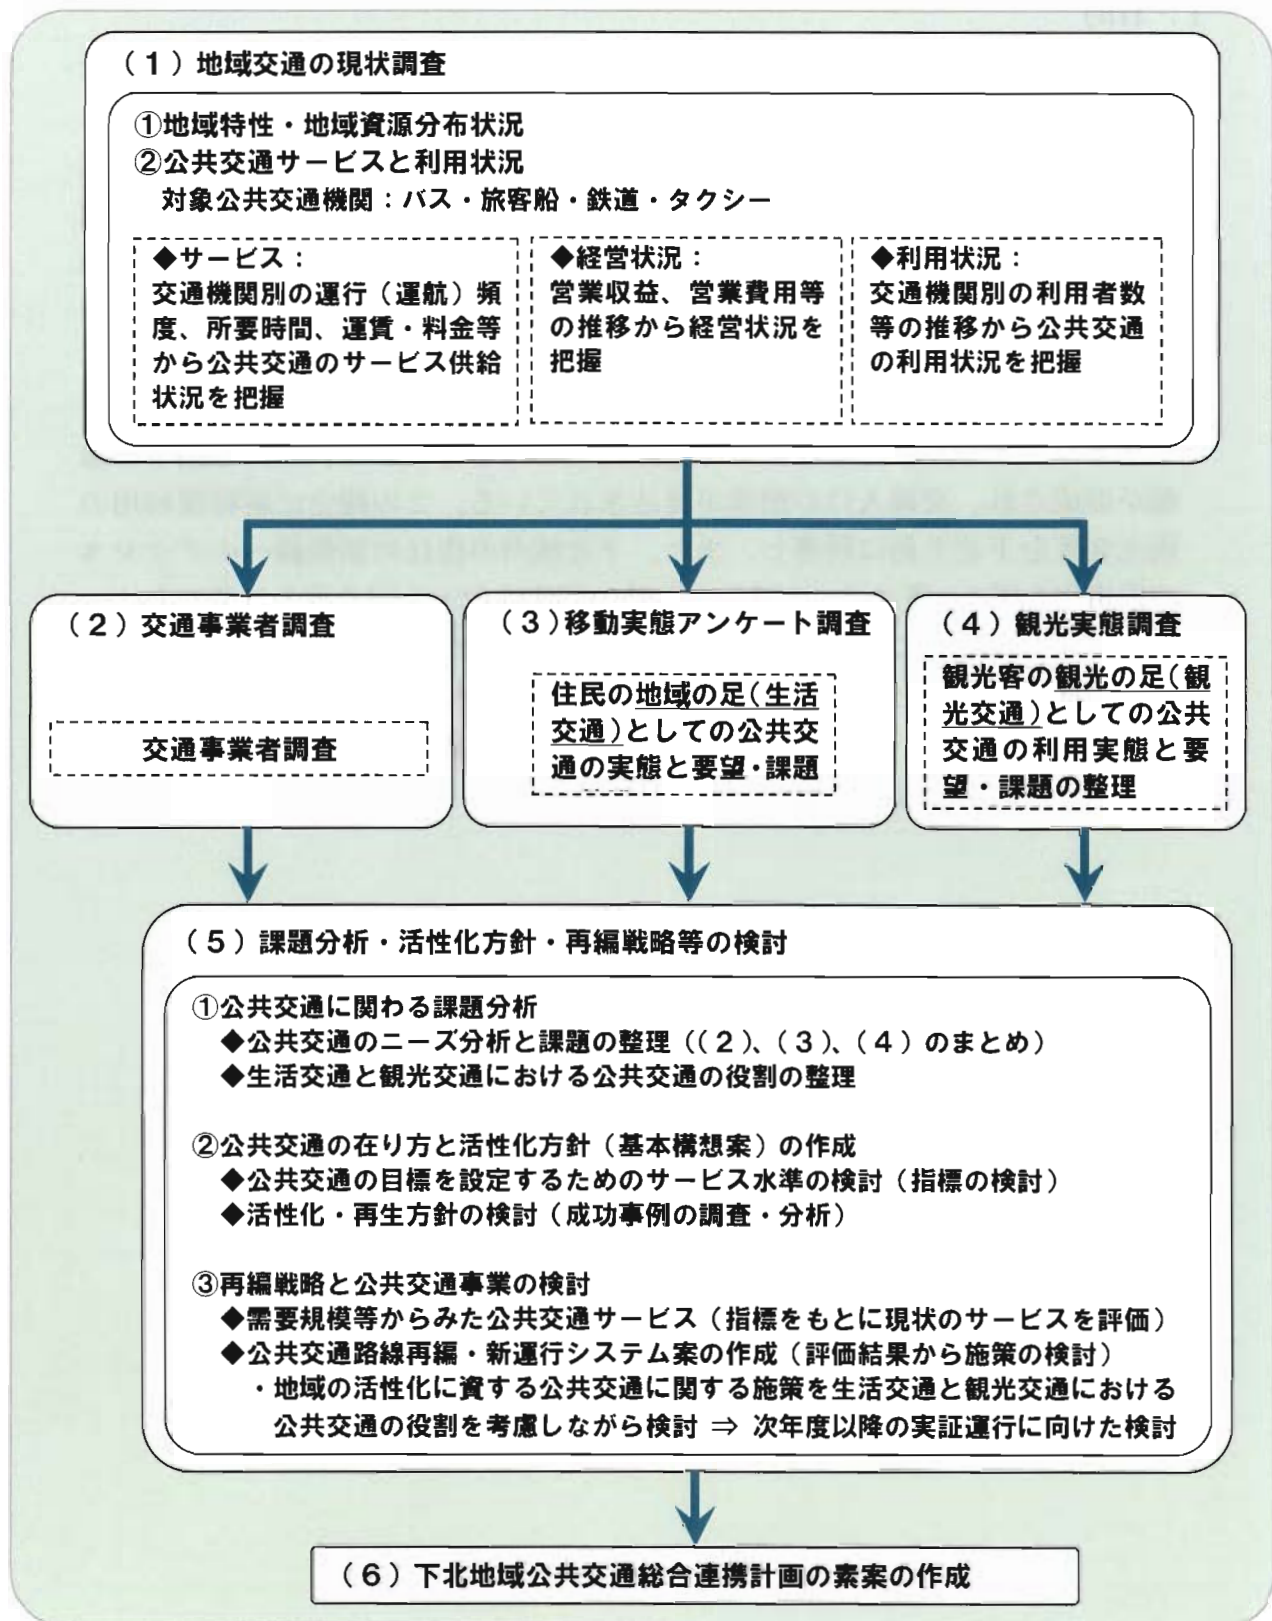 （１）地域交通の現状調査
①地域特性・地域資源分布状況
②公共交通サービスと利用状況
対象公共交通機関：バス・旅客船・鉄道・タクシー
◆サービス：
交通機関別の運行（運航）頻
度、所要時間、運賃・料金等
から公共交通のサービス供給
状況を把握
◆経営状況：
営業収益、営業費用等
の推移から経営状況を
把握
◆利用状況：
交通機関別の利用者数
等の推移から公共交通
の利用状況を把握
（２）交通事業者調査
交通事業者調査
（３）移動実態アンケート調査
住民の地域の足（生活
交通）としての公共交
通の実態と要望・課題
（４）観光実態調査
観光客の観光の足（観
光交通）としての公共
交通の利用実態と要
望・課題の整理
（５）課題分析・活性化方針・再編戦略等の検討
①公共交通に関わる課題分析
◆公共交通のニーズ分析と課題の整理（（２）、（３）、（４）のまとめ）
◆生活交通と観光交通における公共交通の役割の整理
②公共交通の在り方と活性化方針（基本構想案）の作成
◆公共交通の目標を設定するためのサービス水準の検討（指標の検討）
◆活性化・再生方針の検討（成功事例の調査・分析）
③再編戦略と公共交通事業の検討
◆需要規模等からみた公共交通サービス（指標をもとに現状のサービスを評価）
◆公共交通路線再編・新運行システム案の作成（評価結果から施策の検討）
・地域の活性化に資する公共交通に関する施策を生活交通と観光交通における
公共交通の役割を考慮しながら検討 ⇒ 次年度以降の実証運行に向けた検討
（６）下北地域公共交通総合連携計画の素案の作成